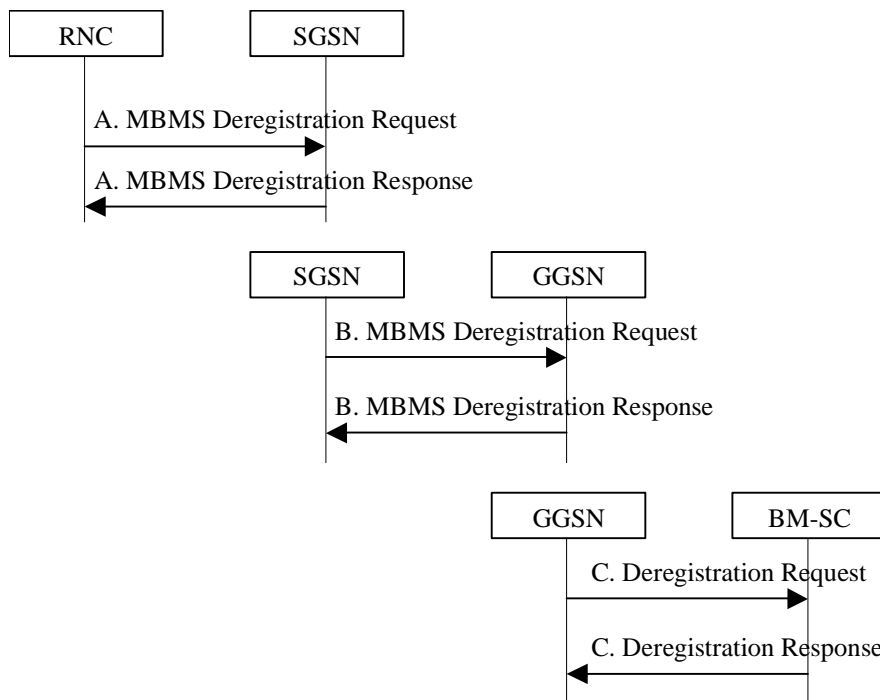 RNC SGSN
A. MBMS Deregistration Request
A. MBMS Deregistration Response
SGSN GGSN
B. MBMS Deregistration Request
B. MBMS Deregistration Response
GGSN BM-SC
C. Deregistration Request
C. Deregistration Response